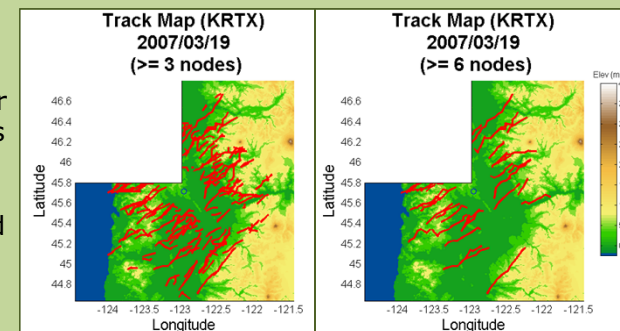 Track Map (KRTX)
2007/03/19
(>= 3 nodes)
46.6
46.4
46.2
46
45.8
45.6
45.4
45.2
45
44.8
Latitude
-124 -123.5 -123 -122.5 -122 -121.5
Longitude
Track Map (KRTX)
2007/03/19
(>= 6 nodes)
46.6
46.4
46.2
46
45.8
45.6
45.4
45.2
45
44.8
Latitude
-124 -123.5 -123 -122.5 -122 -121.5
Longitude
Elev (m